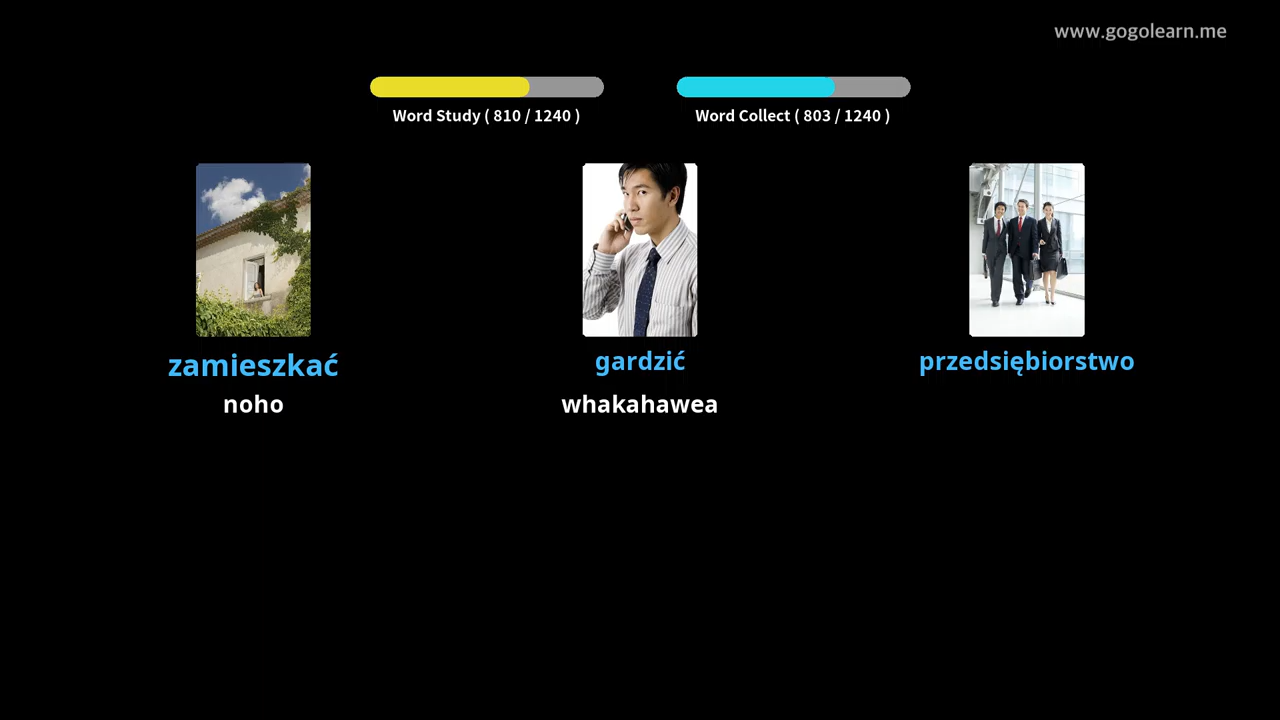 www.gogolearn.me
Word Study ( 810 / 1240 )
Word Collect ( 803 / 1240 )
zamieszkać
gardzić
przedsiębiorstwo
noho
whakahawea